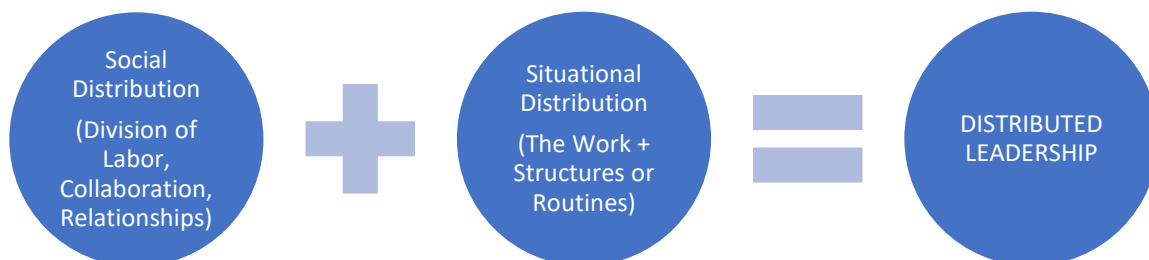 Social
Distribution
(Division of
Labor,
Collaboration,
Relationships)
Situational
Distribution
(The Work +
Structures or
Routines)
DISTRIBUTED
LEADERSHIP